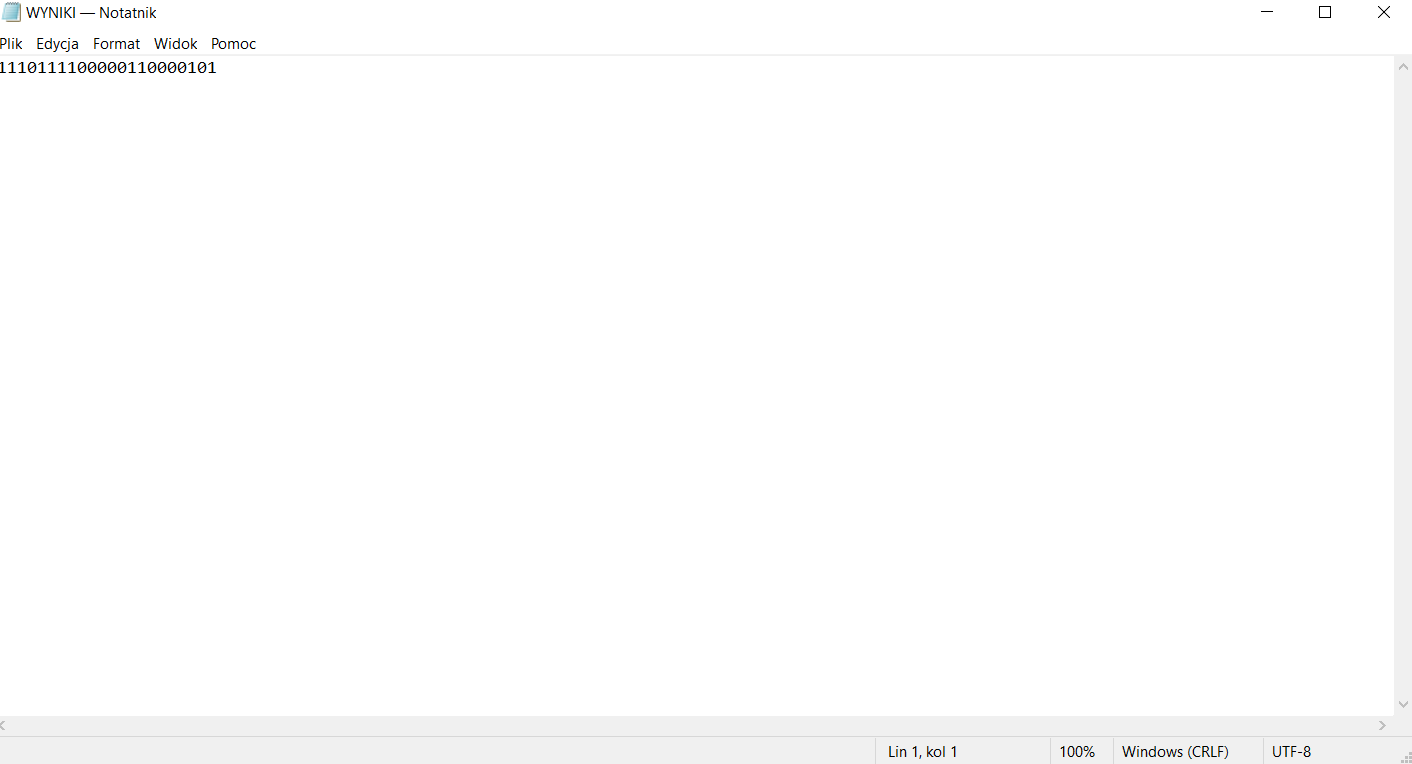 WYNIKI — Notatnik
Plik Edycja Format Widok Pomoc
1110111100000110000101
Lin 1, kol 1 100% Windows (CRLF) UTF-8